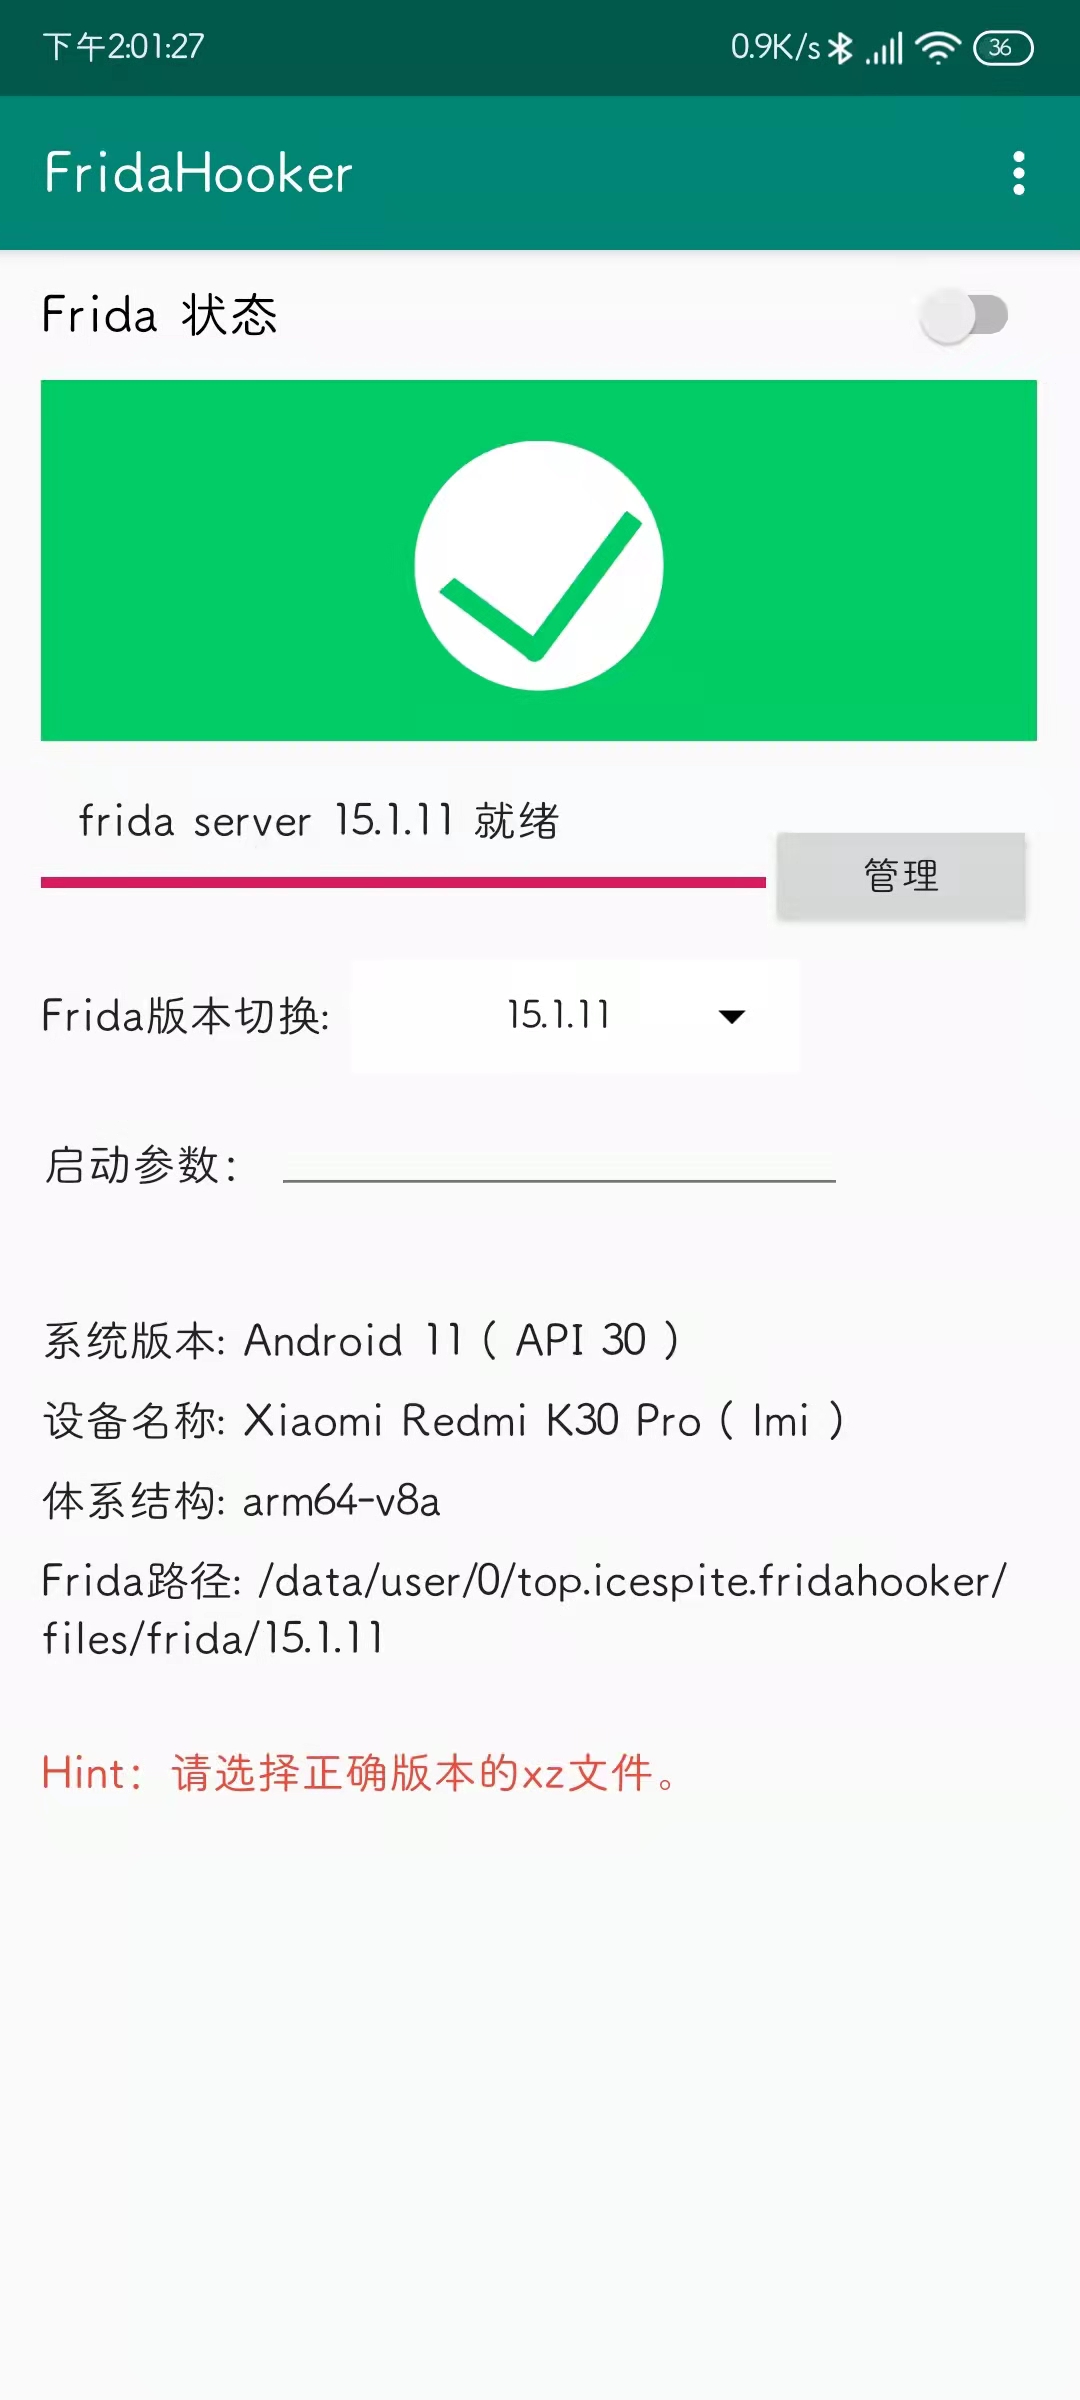 下午2:01:27 0.9K/s 36
FridaHooker
Frida 状态
frida server 15.1.11 就绪
管理
Frida版本切换: 15.1.11
启动参数：
系统版本: Android 11 ( API 30 )
设备名称: Xiaomi Redmi K30 Pro ( lmi )
体系结构: arm64-v8a
Frida路径: /data/user/0/top.icespite.fridahooker/
files/frida/15.1.11
Hint：请选择正确版本的xz文件。